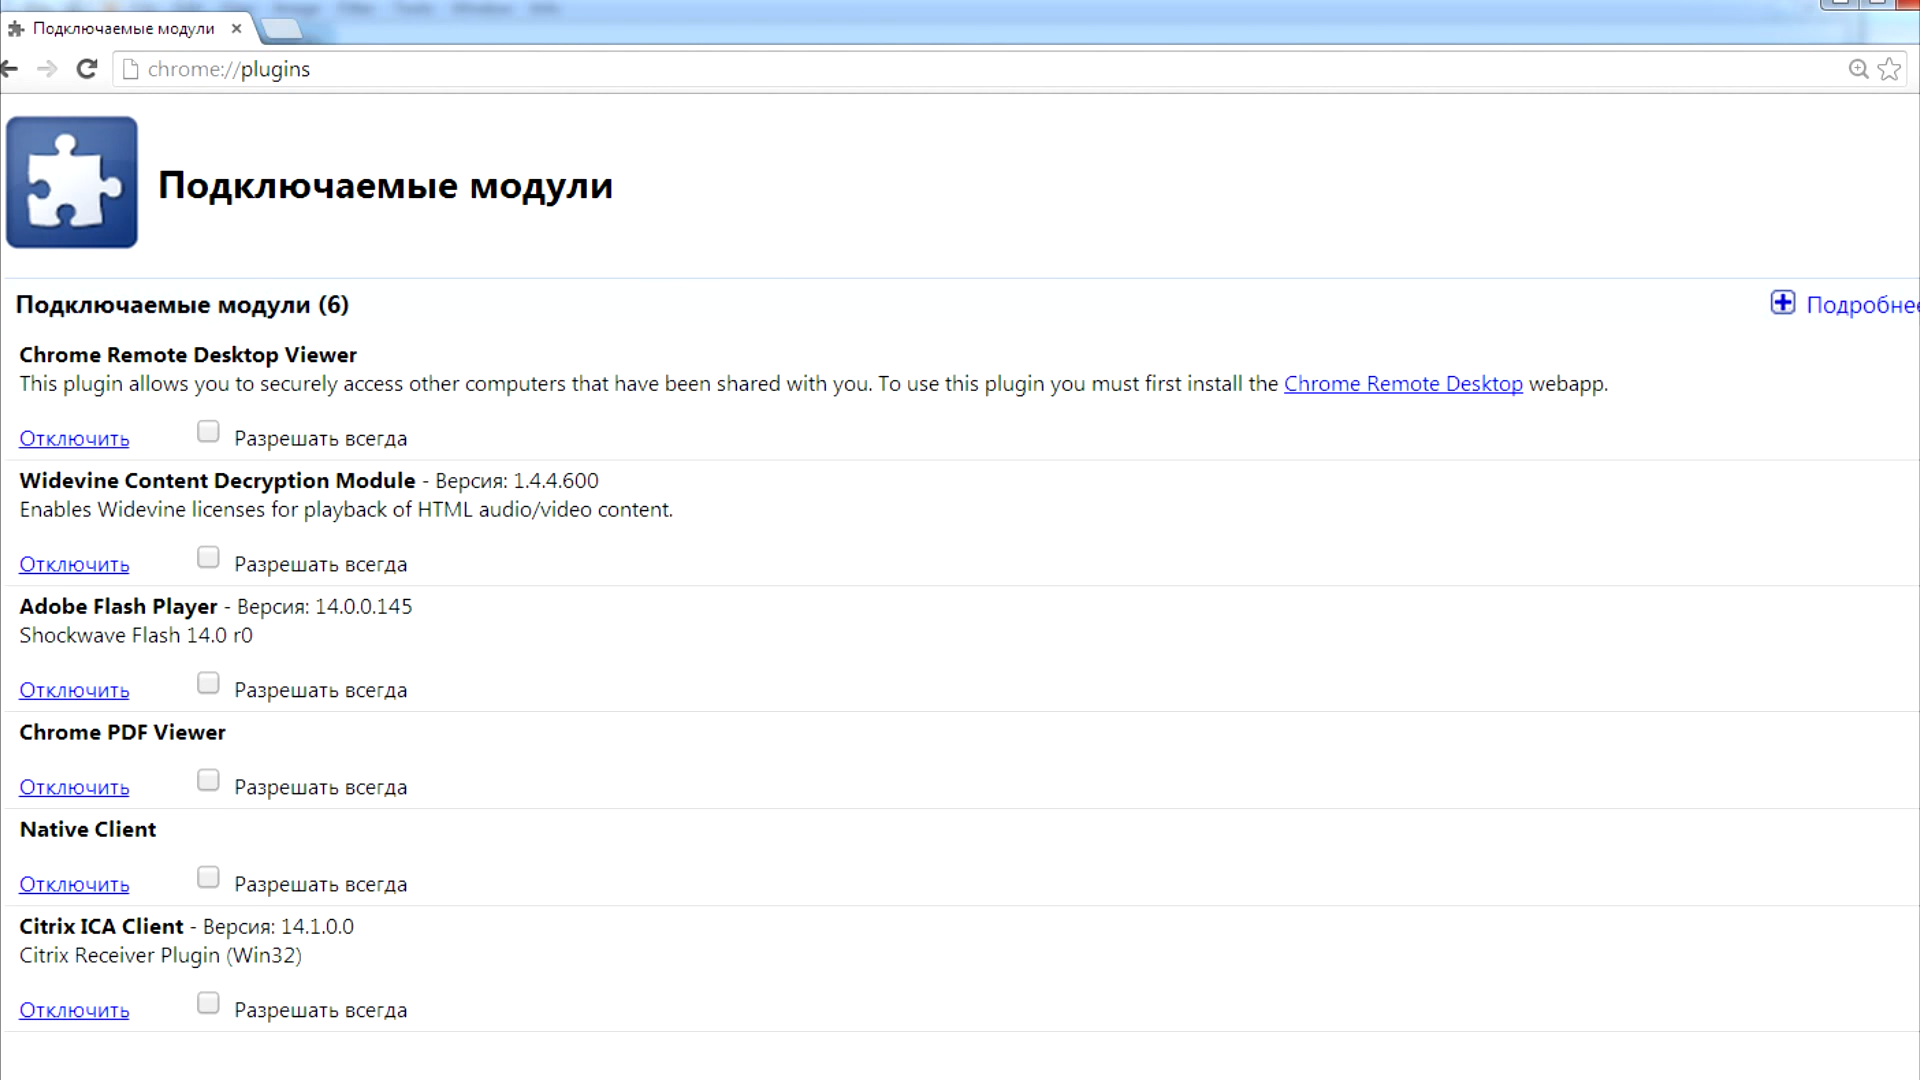 Подключаемые модули
chrome://plugins
Подключаемые модули
Подключаемые модули (6)
Подробнее
Chrome Remote Desktop Viewer
This plugin allows you to securely access other computers that have been shared with you. To use this plugin you must first install the Chrome Remote Desktop webapp.
Отключить Разрешать всегда
Widevine Content Decryption Module - Версия: 1.4.4.600
Enables Widevine licenses for playback of HTML audio/video content.
Отключить Разрешать всегда
Adobe Flash Player - Версия: 14.0.0.145
Shockwave Flash 14.0 r0
Отключить Разрешать всегда
Chrome PDF Viewer
Отключить Разрешать всегда
Native Client
Отключить Разрешать всегда
Citrix ICA Client - Версия: 14.1.0.0
Citrix Receiver Plugin (Win32)
Отключить Разрешать всегда